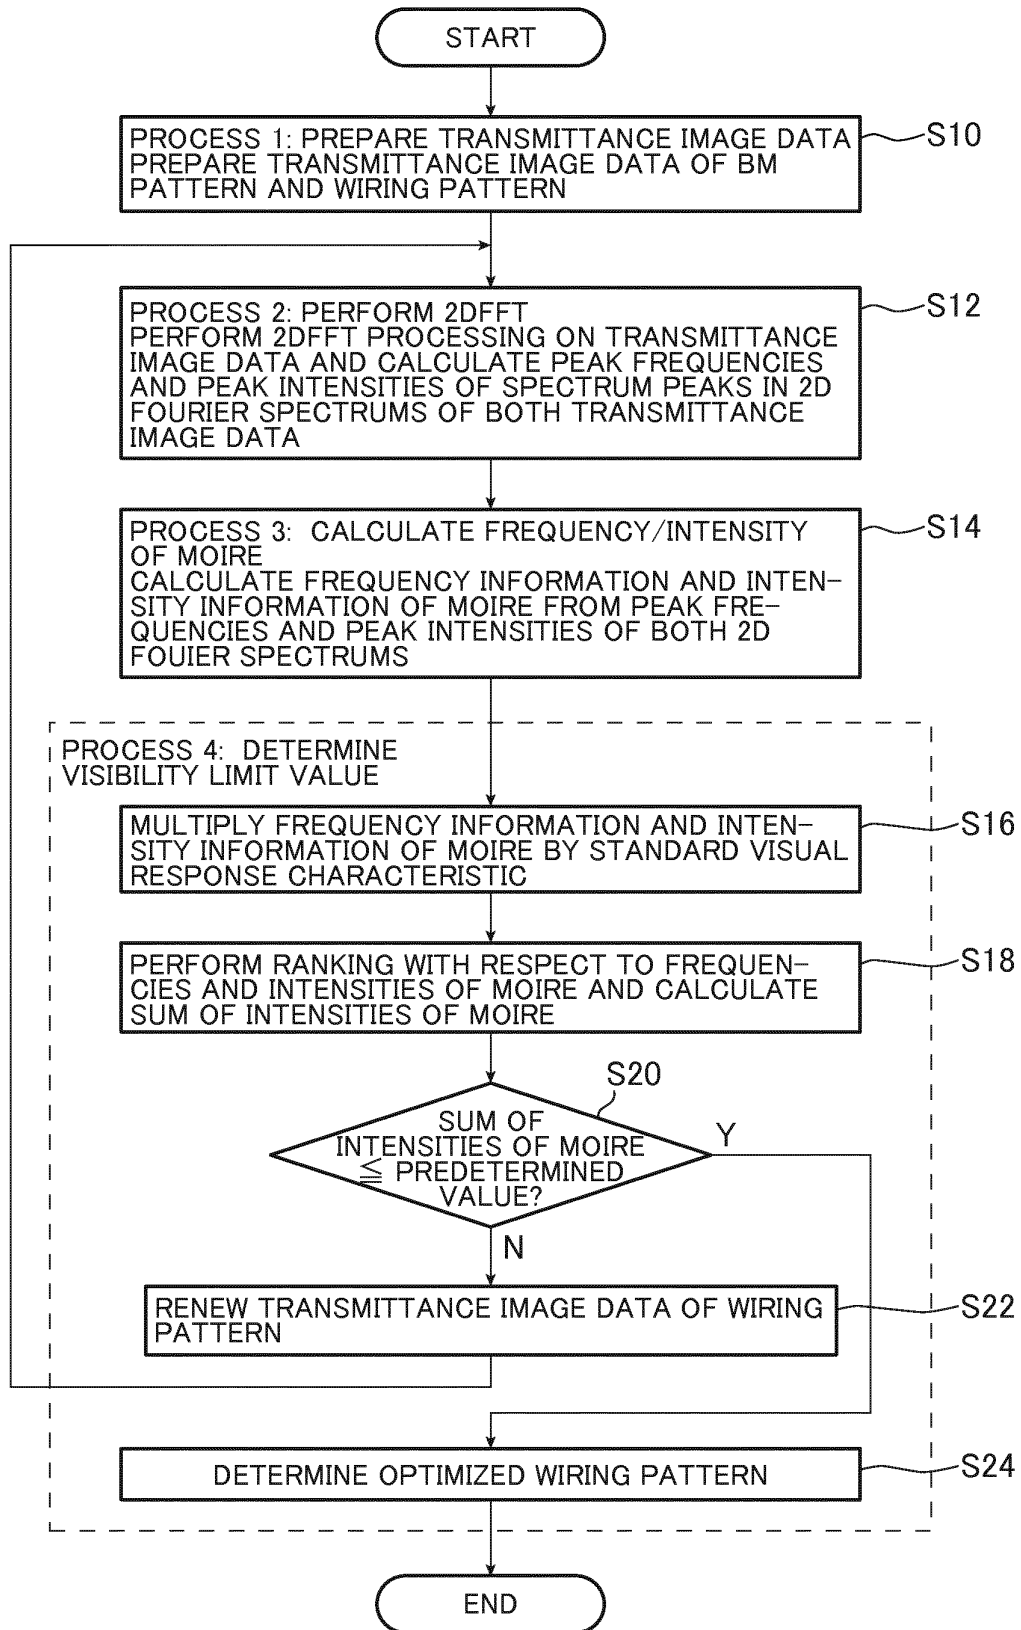 START
PROCESS 1: PREPARE TRANSMITTANCE IMAGE DATA
PREPARE TRANSMITTANCE IMAGE DATA OF BM
PATTERN AND WIRING PATTERN
S10
PROCESS 2: PERFORM 2DFFT
PERFORM 2DFFT PROCESSING ON TRANSMITTANCE
IMAGE DATA AND CALCULATE PEAK FREQUENCIES
AND PEAK INTENSITIES OF SPECTRUM PEAKS IN 2D
FOURIER SPECTRUMS OF BOTH TRANSMITTANCE
IMAGE DATA
S12
PROCESS 3: CALCULATE FREQUENCY/INTENSITY
OF MOIRE
CALCULATE FREQUENCY INFORMATION AND INTEN-
SITY INFORMATION OF MOIRE FROM PEAK FRE-
QUENCIES AND PEAK INTENSITIES OF BOTH 2D
FOUIER SPECTRUMS
S14
PROCESS 4: DETERMINE
VISIBILITY LIMIT VALUE
MULTIPLY FREQUENCY INFORMATION AND INTEN-
SITY INFORMATION OF MOIRE BY STANDARD VISUAL
RESPONSE CHARACTERISTIC
S16
PERFORM RANKING WITH RESPECT TO FREQUEN-
CIES AND INTENSITIES OF MOIRE AND CALCULATE
SUM OF INTENSITIES OF MOIRE
S18
S20
SUM OF
INTENSITIES OF MOIRE
≦ PREDETERMINED
VALUE?
Y
N
RENEW TRANSMITTANCE IMAGE DATA OF WIRING
PATTERN
S22
DETERMINE OPTIMIZED WIRING PATTERN
S24
END